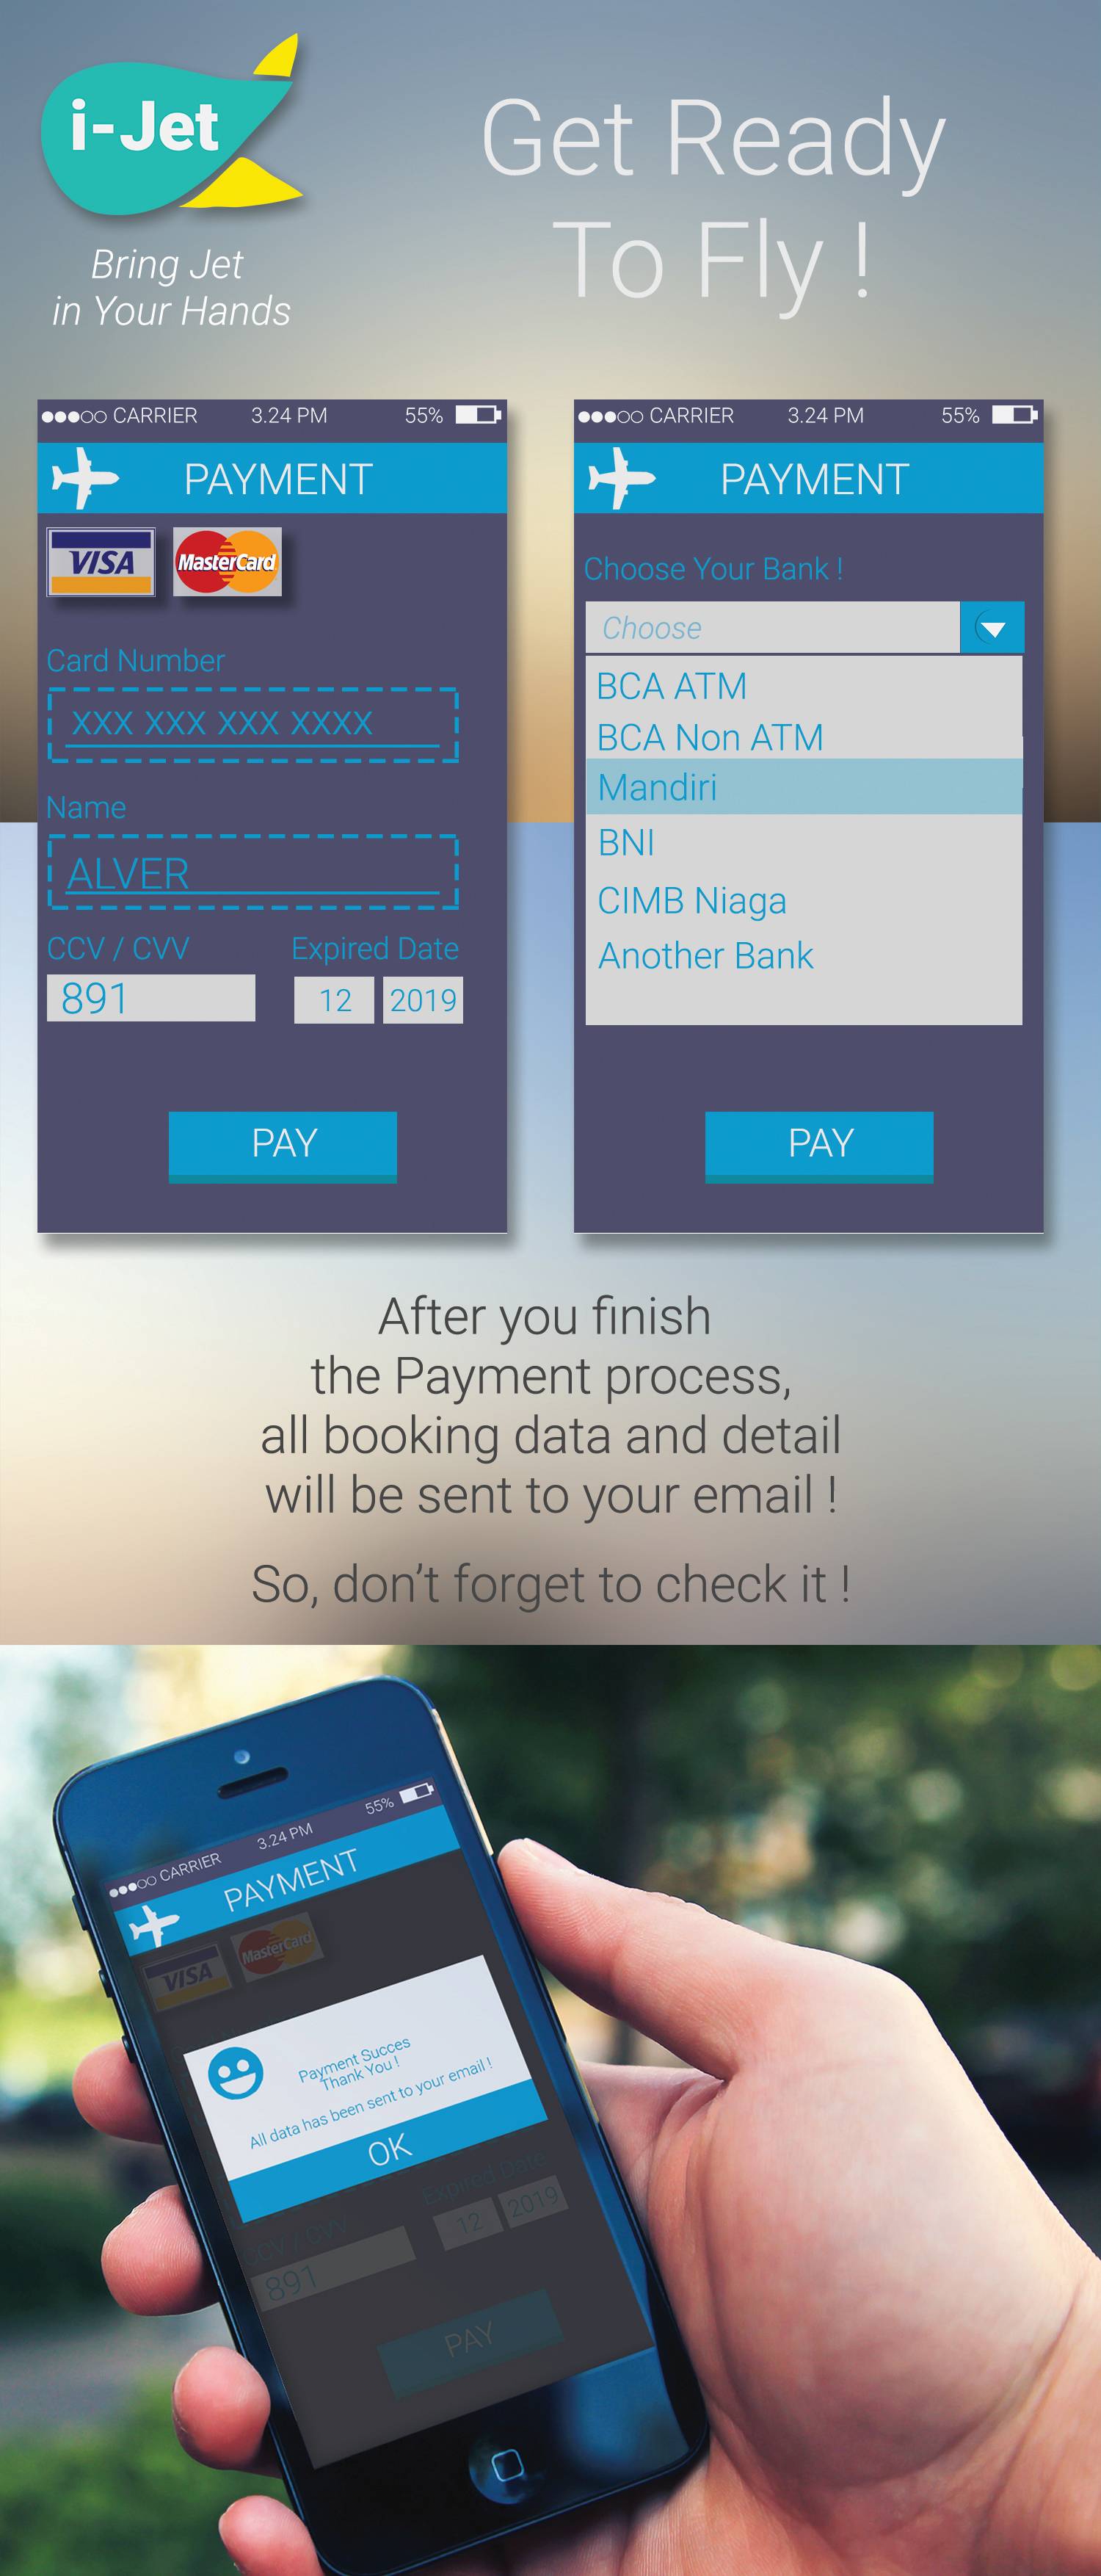 i-Jet
Bring Jet
in Your Hands
Get Ready
To Fly !
CARRIER 3.24 PM 55%
PAYMENT
VISA MasterCard
Card Number
XXX XXX XXX XXXX
Name
ALVER
CCV / CVV Expired Date
891 12 2019
PAY
CARRIER 3.24 PM 55%
PAYMENT
Choose Your Bank !
Choose
BCA ATM
BCA Non ATM
Mandiri
BNI
CIMB Niaga
Another Bank
PAY
After you finish
the Payment process,
all booking data and detail
will be sent to your email !
So, don't forget to check it !
CARRIER 3.24 PM 55%
PAYMENT
VISA MasterCard
Payment Succes
Thank You !
All data has been sent to your email !
OK
CCV / CVV Expired Date
891 12 2019
PAY